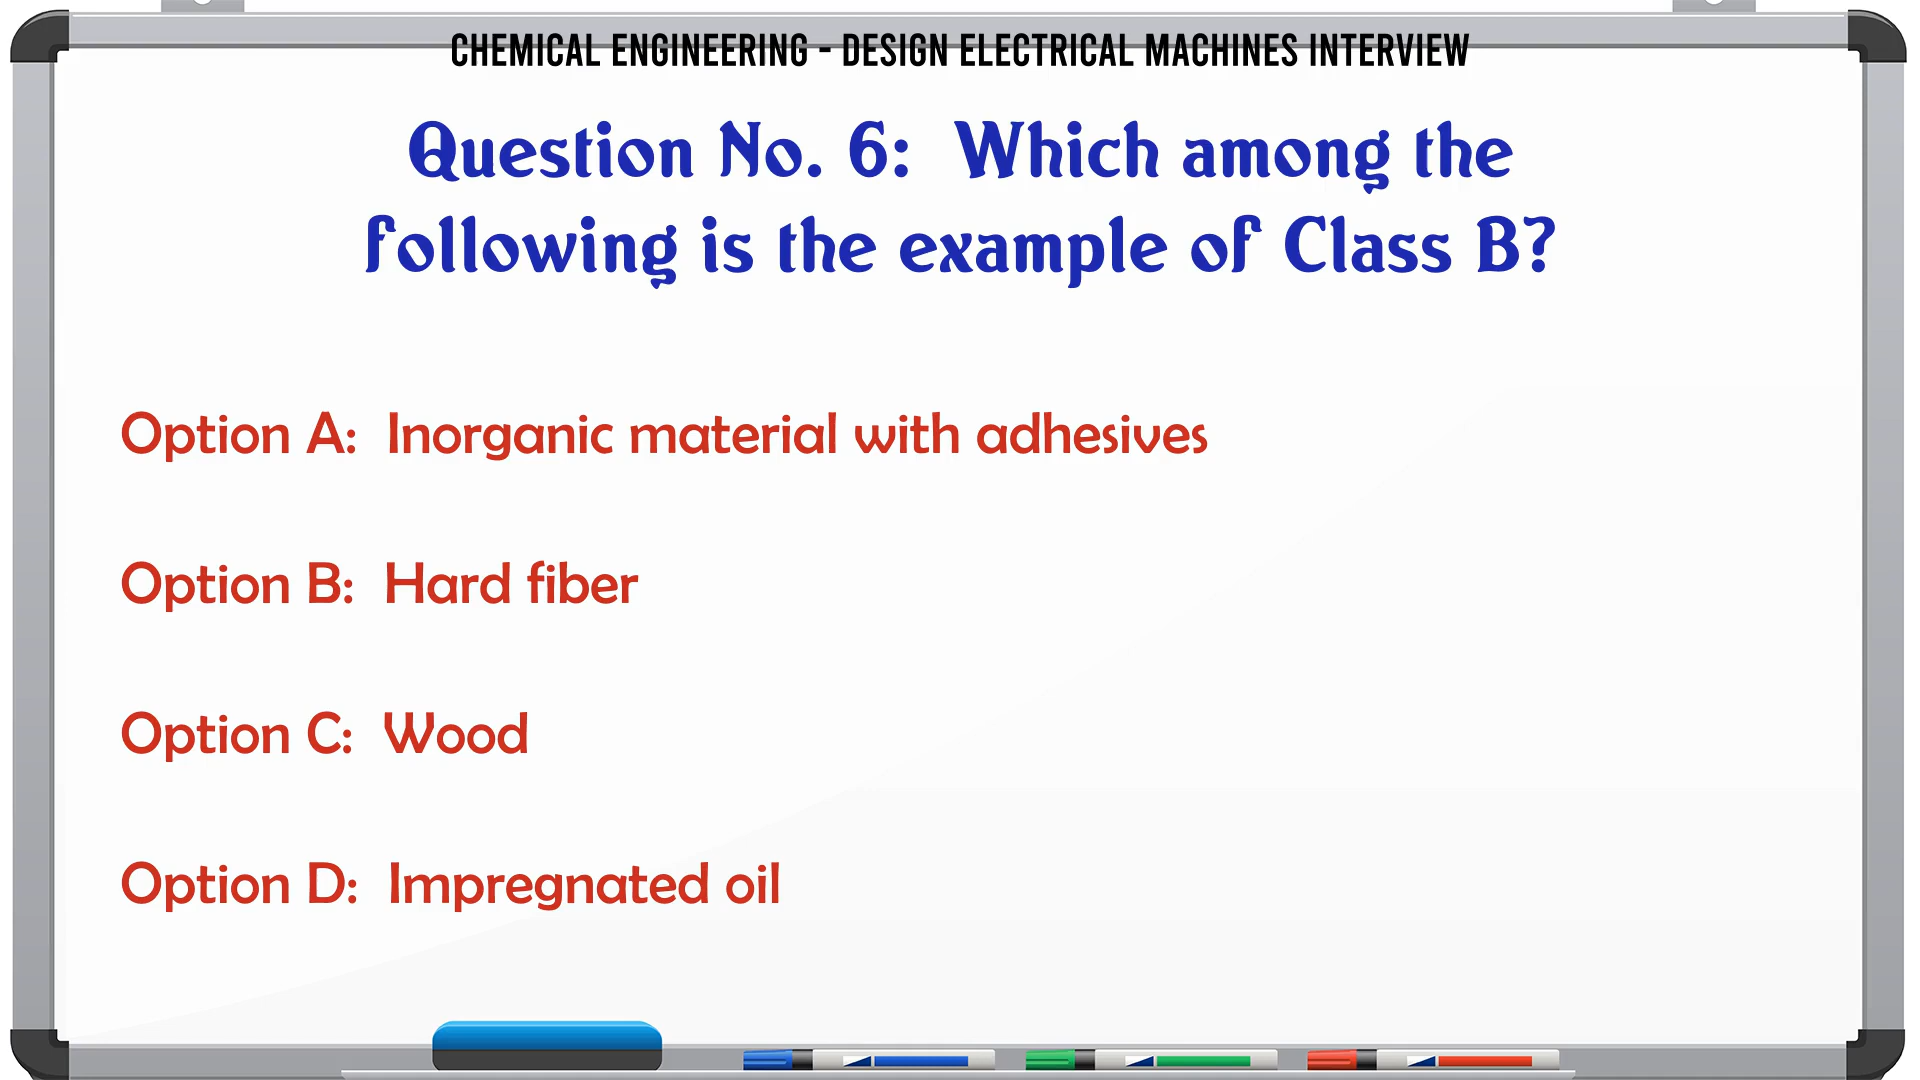 CHEMICAL ENGINEERING - DESIGN ELECTRICAL MACHINES INTERVIEW
Question No. 6:  Which among the
following is the example of Class B?
Option A:  Inorganic material with adhesives
Option B:  Hard fiber
Option C:  Wood
Option D:  Impregnated oil